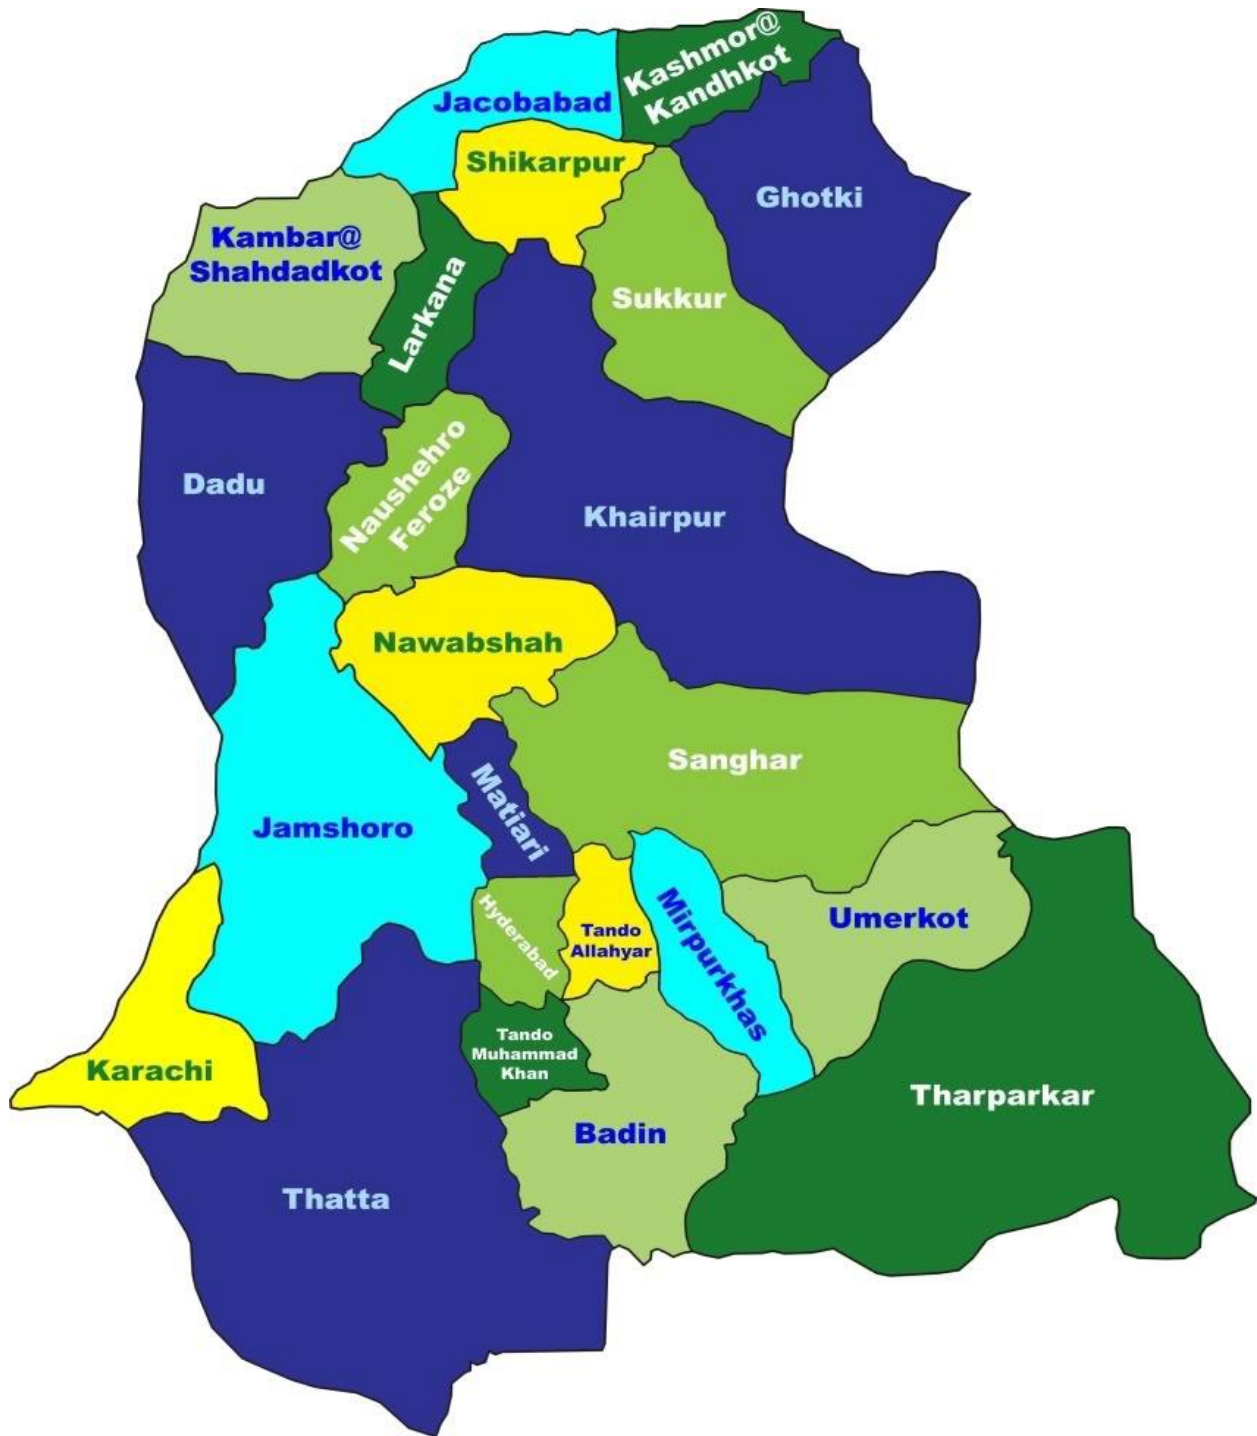 Kashmor@
Kandhkot
Jacobabad
Shikarpur
Ghotki
Kambar@
Shahdadkot
Larkana
Sukkur
Dadu
Naushehro
Feroze
Khairpur
Nawabshah
Sanghar
Matiari
Jamshoro
Hyderabad
Tando
Allahyar
Mirpurkhas
Umerkot
Tando
Muhammad
Khan
Karachi
Tharparkar
Badin
Thatta